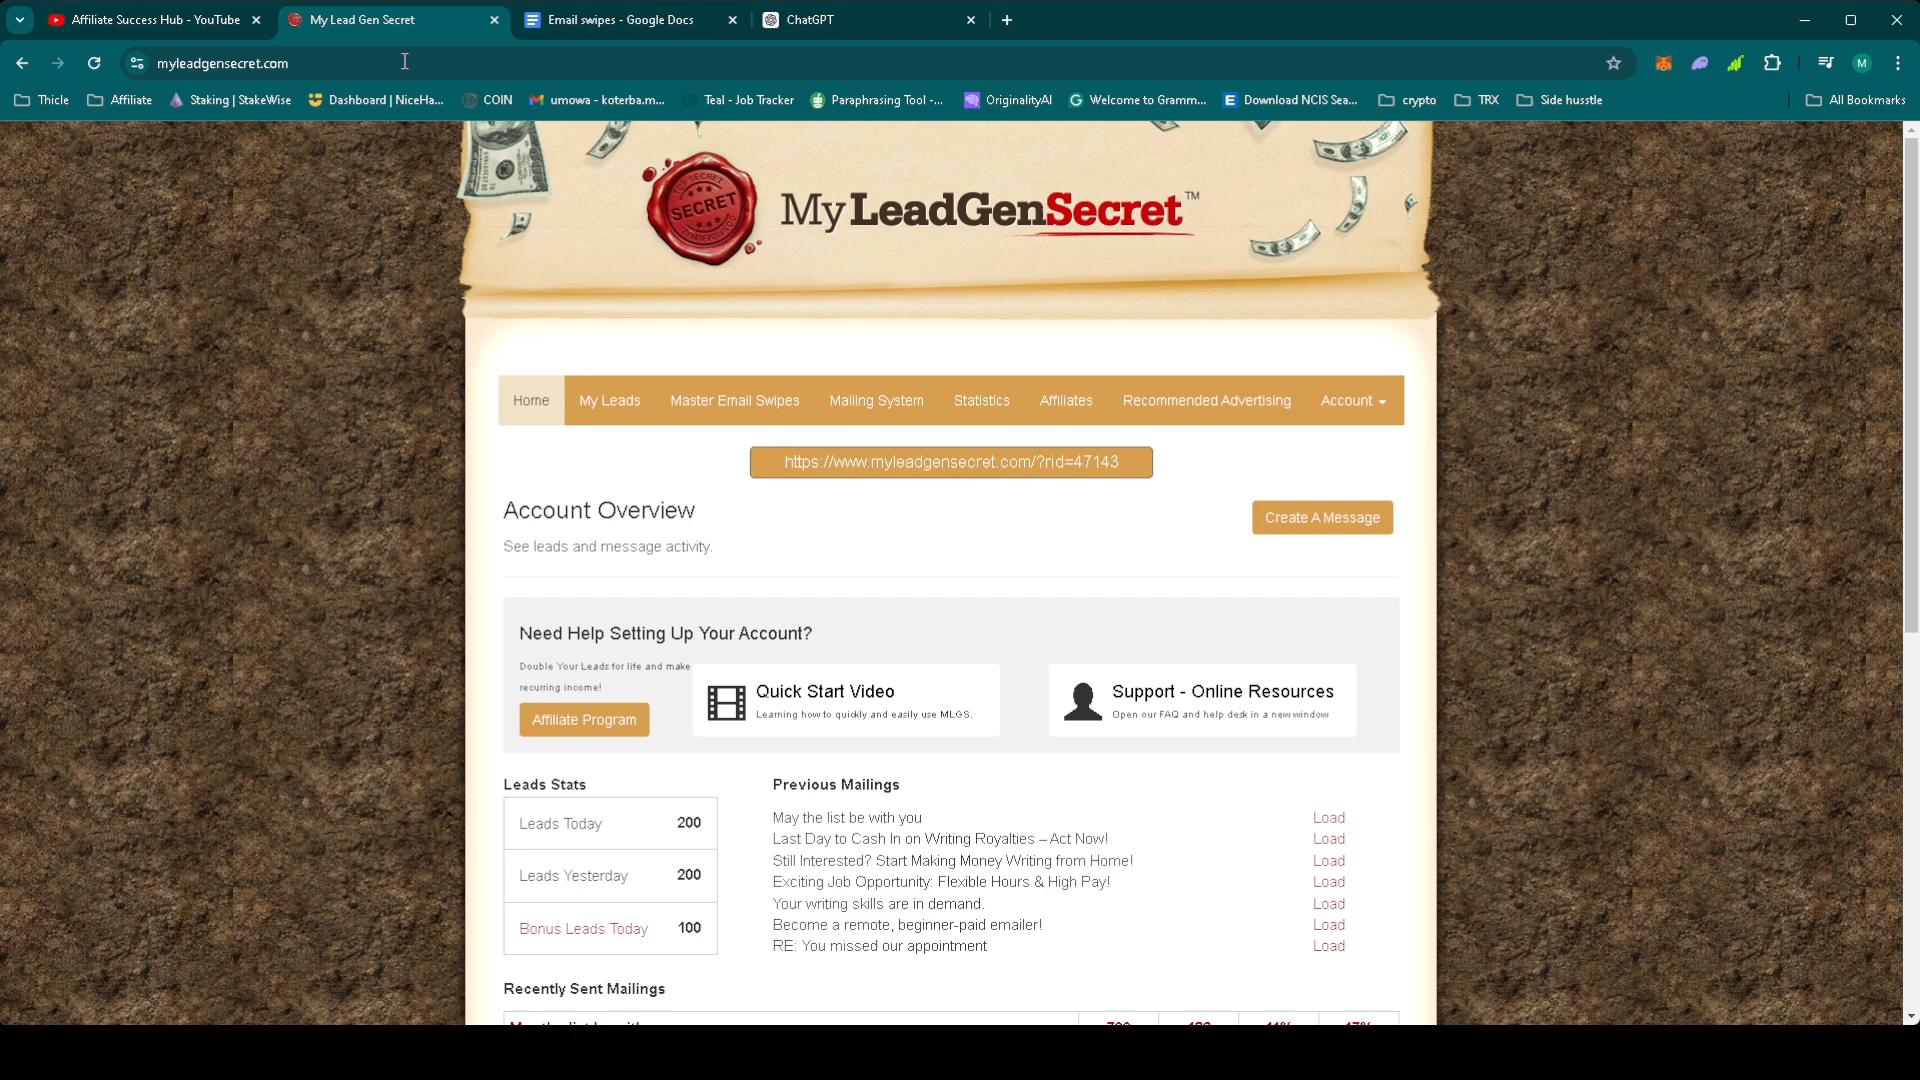 Affiliate Success Hub - YouTube
My Lead Gen Secret
Email swipes - Google Docs
ChatGPT
myleadgensecret.com
M
Thicle
Affiliate
Staking | StakeWise
Dashboard | NiceHa...
COIN
umowa - koterba.m...
Teal - Job Tracker
Paraphrasing Tool -...
OriginalityAI
Welcome to Gramm...
Download NCIS Sea...
crypto
TRX
Side husstle
All Bookmarks
SECRET
MyLeadGenSecret™
Home
My Leads
Master Email Swipes
Mailing System
Statistics
Affiliates
Recommended Advertising
Account
https://www.myleadgensecret.com/?rid=47143
Account Overview
Create A Message
See leads and message activity.
Need Help Setting Up Your Account?
Double Your Leads for life and make
recurring income!
Affiliate Program
Quick Start Video
Learning how to quickly and easily use MLGS.
Support - Online Resources
Open our FAQ and help desk in a new window
Leads Stats
Leads Today 200
Leads Yesterday 200
Bonus Leads Today 100
Previous Mailings
May the list be with you Load
Last Day to Cash In on Writing Royalties – Act Now! Load
Still Interested? Start Making Money Writing from Home! Load
Exciting Job Opportunity: Flexible Hours & High Pay! Load
Your writing skills are in demand. Load
Become a remote, beginner-paid emailer! Load
RE: You missed our appointment Load
Recently Sent Mailings